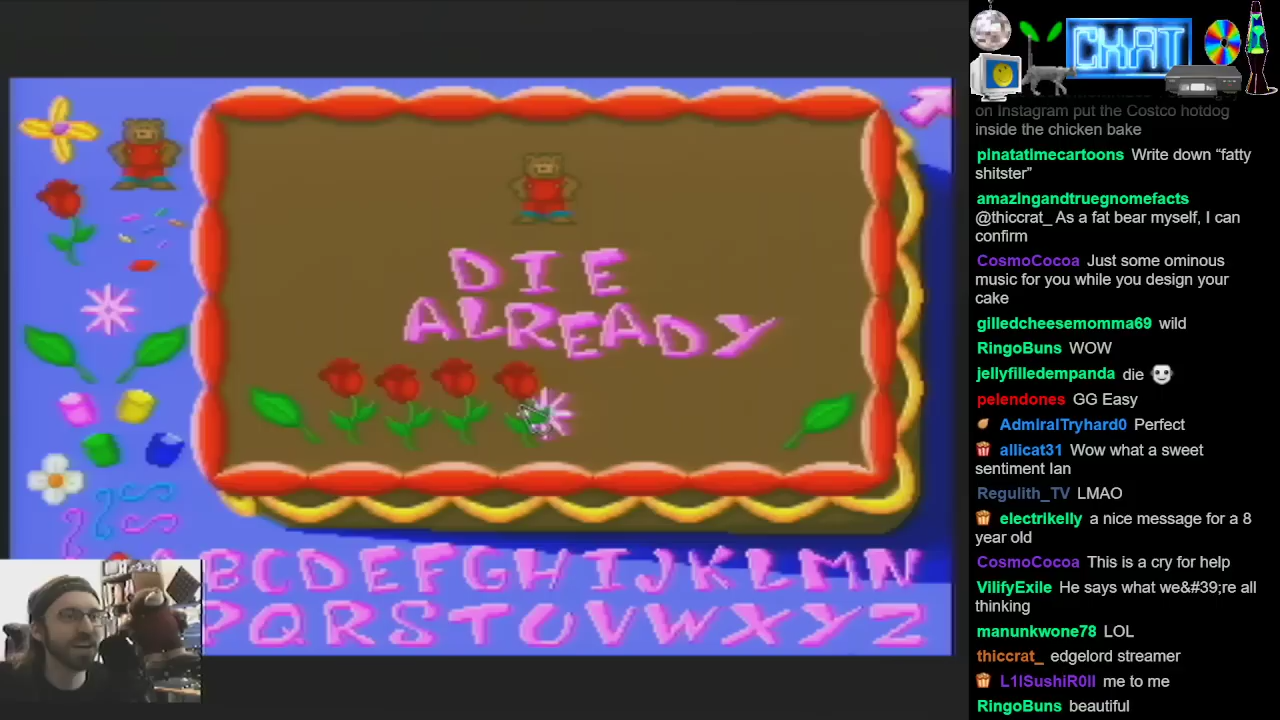 DIE
ALREADY
BCDEFGHIJKLMN
PQRSTUVWXYZ
CHAT
on Instagram put the Costco hotdog
inside the chicken bake
pinatatimecartoons Write down “fatty
shitster”
amazingandtruegnomefacts
@thiccrat_ As a fat bear myself, I can
confirm
CosmoCocoa Just some ominous
music for you while you design your
cake
gilledcheesemomma69 wild
RingoBuns WOW
jellyfilledempanda die
pelendones GG Easy
AdmiralTryhard0 Perfect
allicat31 Wow what a sweet
sentiment Ian
Regulith_TV LMAO
electrikelly a nice message for a 8
year old
CosmoCocoa This is a cry for help
VilifyExile He says what we&#39;re all
thinking
manunkwone78 LOL
thiccrat_ edgelord streamer
L1lSushiR0ll me to me
RingoBuns beautiful